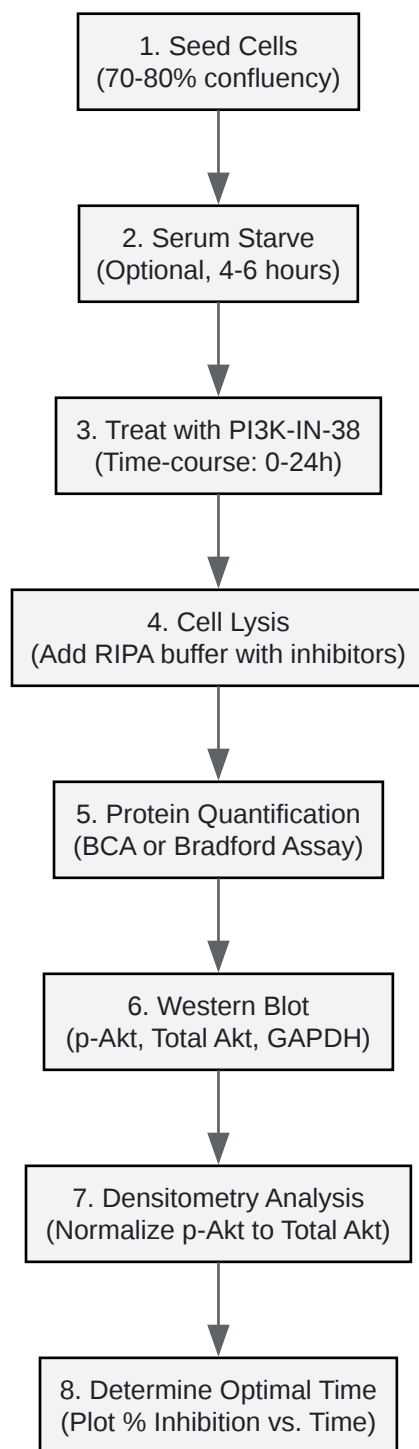 1. Seed Cells
(70-80% confluency)
2. Serum Starve
(Optional, 4-6 hours)
3. Treat with PI3K-IN-38
(Time-course: 0-24h)
4. Cell Lysis
(Add RIPA buffer with inhibitors)
5. Protein Quantification
(BCA or Bradford Assay)
6. Western Blot
(p-Akt, Total Akt, GAPDH)
7. Densitometry Analysis
(Normalize p-Akt to Total Akt)
8. Determine Optimal Time
(Plot % Inhibition vs. Time)